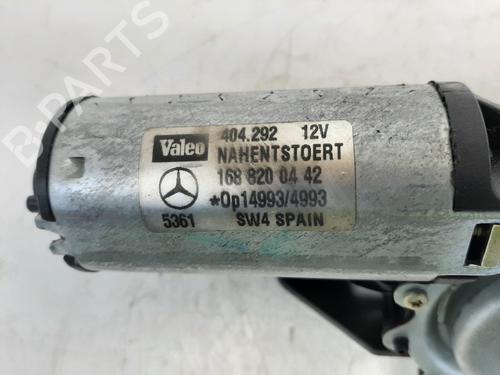 B-PARTS
Valeo 404.292 12V
NAHENTSTOERT
168 820 04 42
*Op14993/4993
5361 SW4 SPAIN